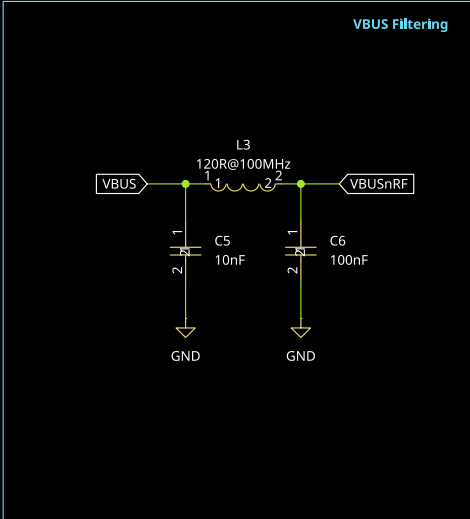 VBUS Filtering
L3
120R@100MHz
1 2
VBUS 1 2 VBUSnRF
1 C5 1 C6
2 10nF 2 100nF
GND GND